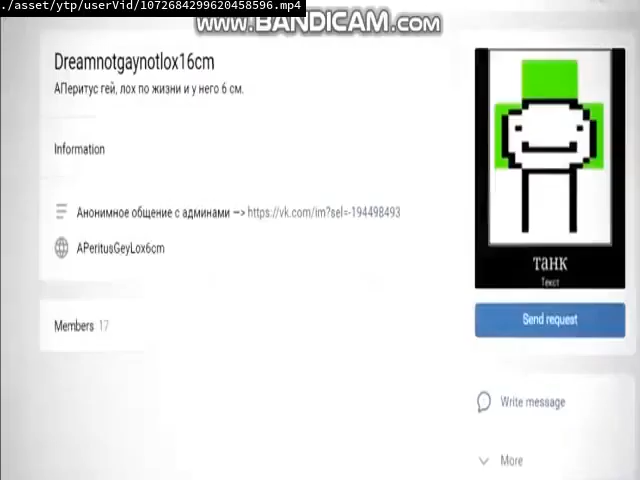 ./asset/ytp/userVid/1072684299620458596.mp4
WWW.BANDICAM.COM
Dreamnotgaynotlox16cm
АПеритус гей, лох по жизни и у него 6 см.
Information
Анонимное общение с админами —> https://vk.com/im?sel=-194498493
APeritusGeyLox6cm
Members 17
танк
Текст
Send request
Write message
More